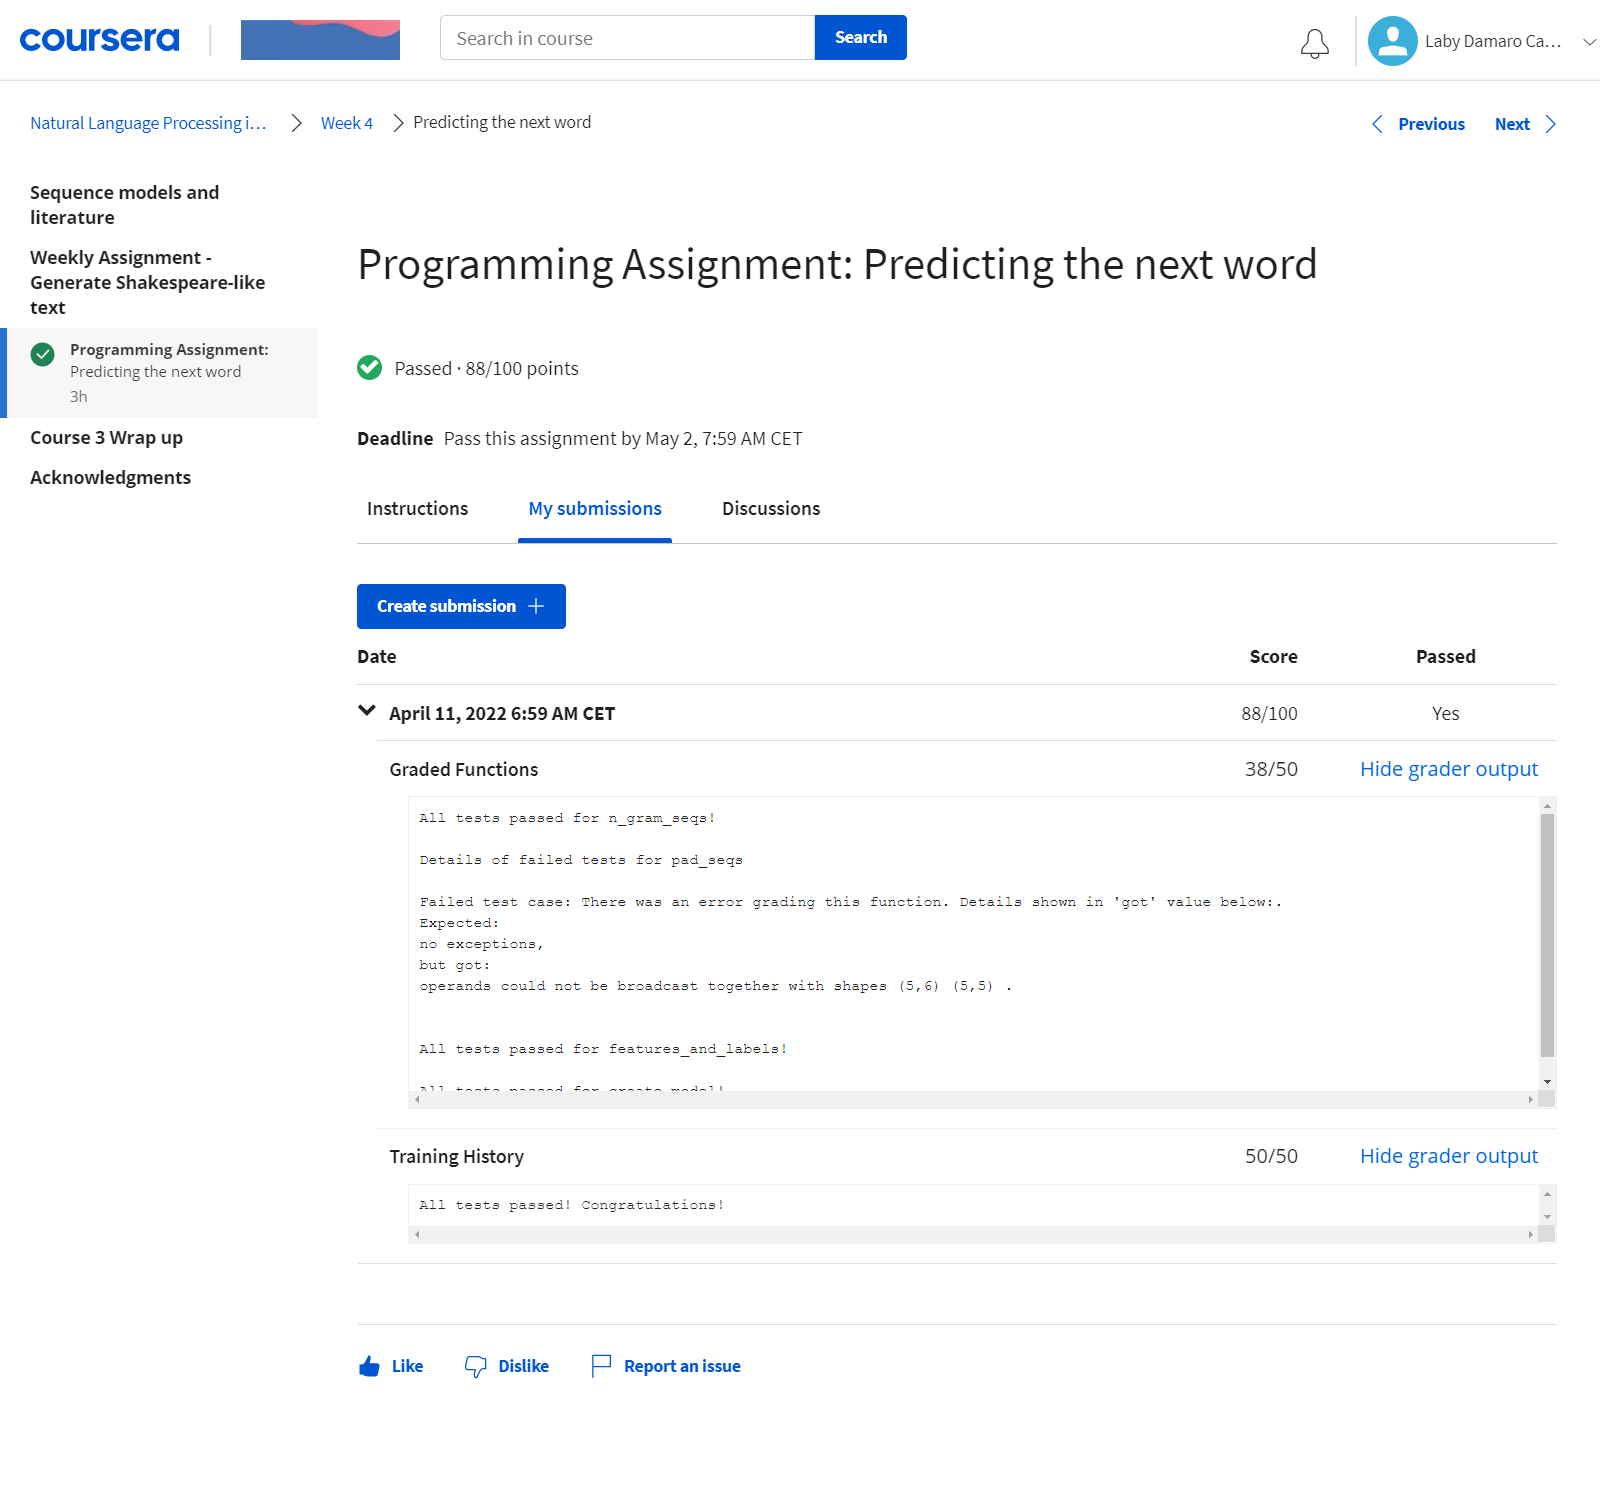 coursera
Search in course
Search
Laby Damaro Ca...
Natural Language Processing i...
Week 4
Predicting the next word
Previous
Next
Sequence models and
literature
Weekly Assignment -
Generate Shakespeare-like
text
Programming Assignment:
Predicting the next word
3h
Course 3 Wrap up
Acknowledgments
Programming Assignment: Predicting the next word
Passed · 88/100 points
Deadline Pass this assignment by May 2, 7:59 AM CET
Instructions
My submissions
Discussions
Create submission
Date Score Passed
April 11, 2022 6:59 AM CET 88/100 Yes
Graded Functions 38/50 Hide grader output
All tests passed for n_gram_seqs!
Details of failed tests for pad_seqs
Failed test case: There was an error grading this function. Details shown in 'got' value below:.
Expected:
no exceptions,
but got:
operands could not be broadcast together with shapes (5,6) (5,5) .
All tests passed for features_and_labels!
All tests passed for create_model!
Training History 50/50 Hide grader output
All tests passed! Congratulations!
Like
Dislike
Report an issue